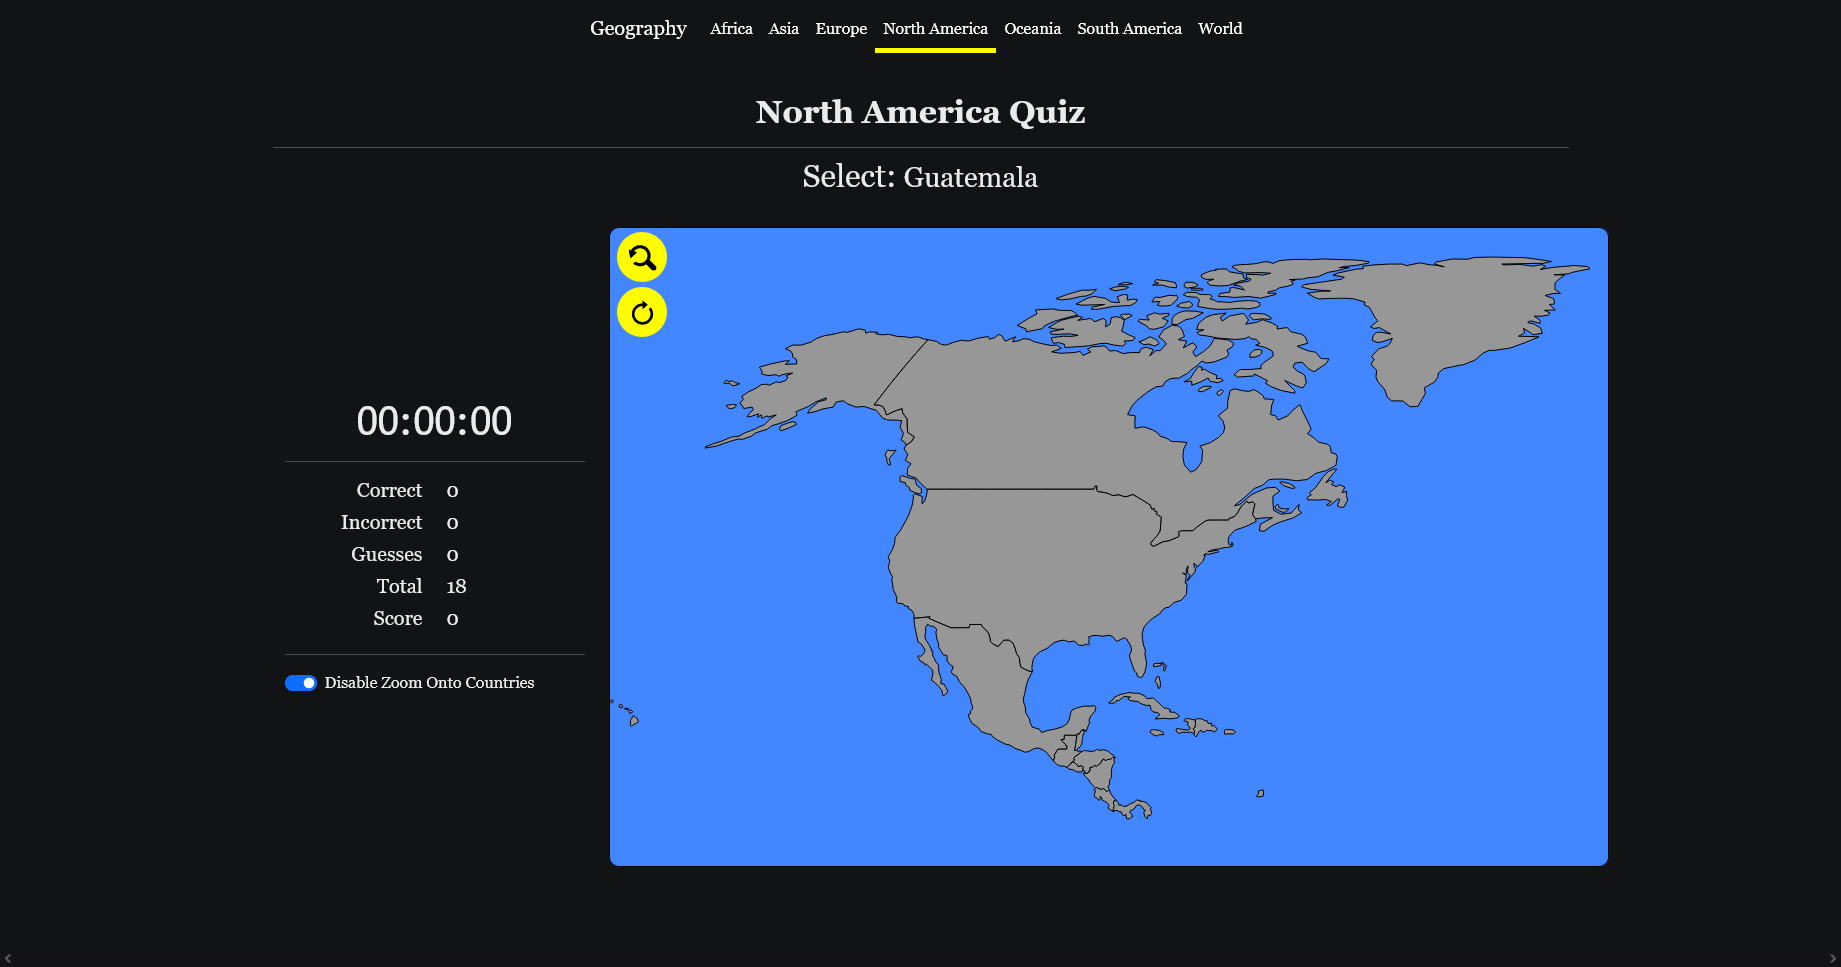 Geography Africa Asia Europe North America Oceania South America World
North America Quiz
Select: Guatemala
00:00:00
Correct 0
Incorrect 0
Guesses 0
Total 18
Score 0
Disable Zoom Onto Countries